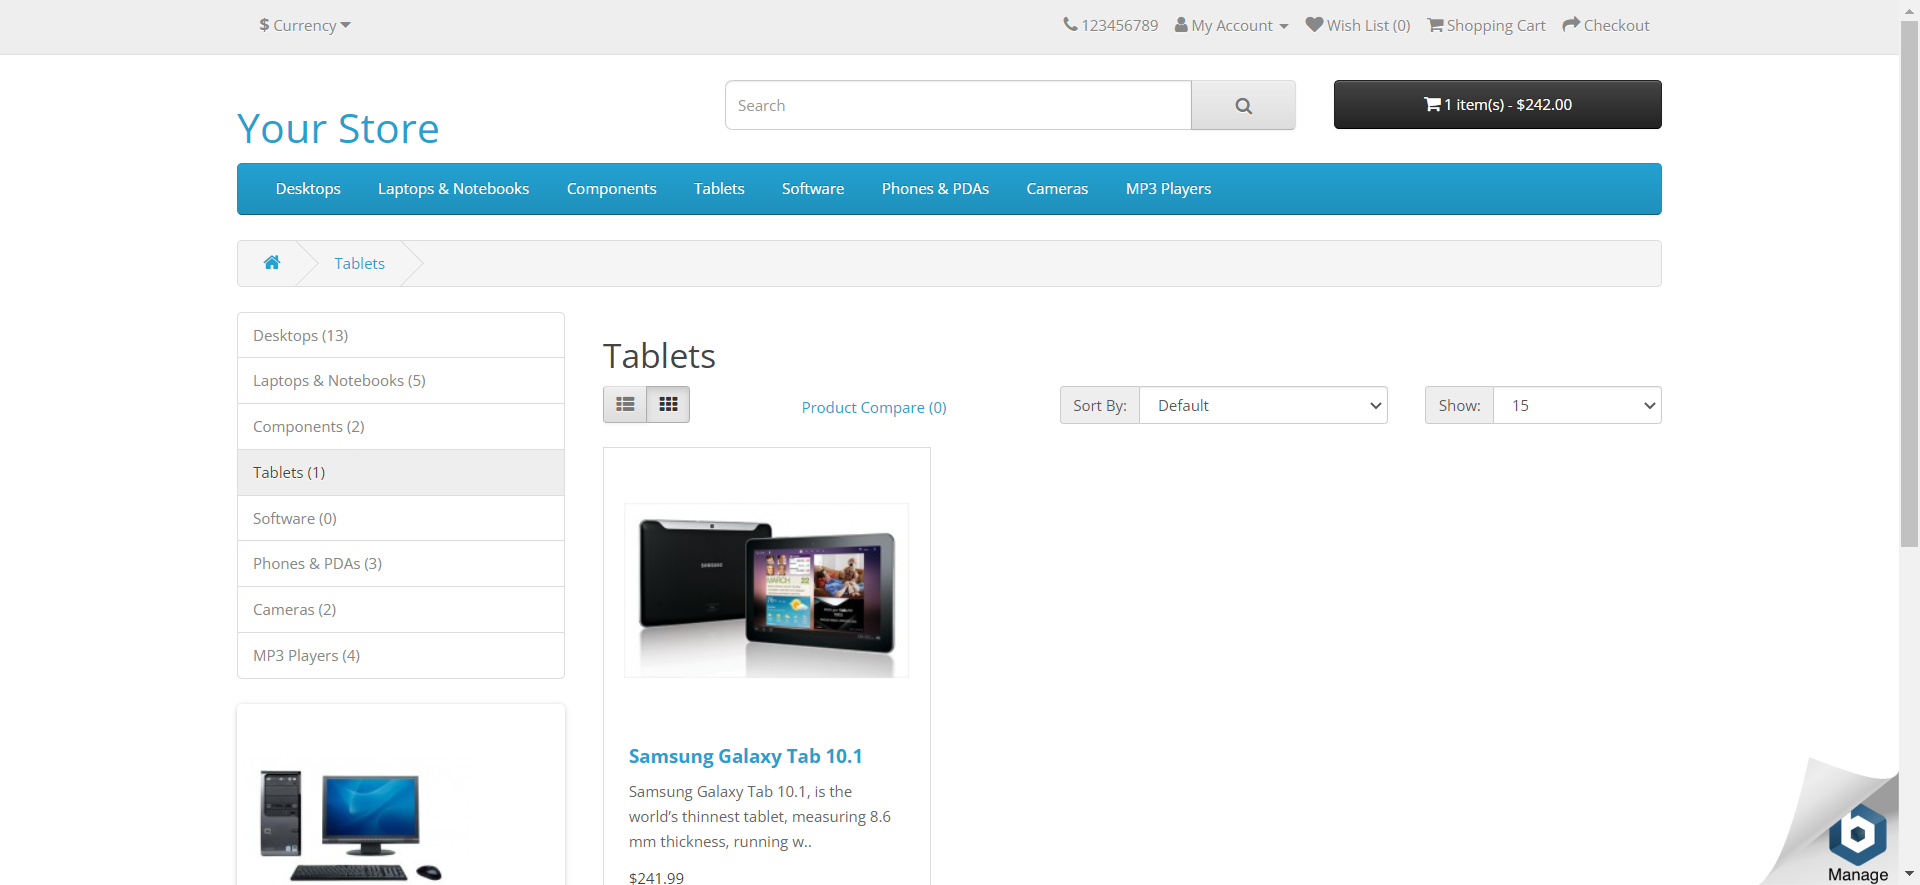 $ Currency
123456789 My Account Wish List (0) Shopping Cart Checkout
Your Store
Search
1 item(s) - $242.00
Desktops Laptops & Notebooks Components Tablets Software Phones & PDAs Cameras MP3 Players
Tablets
Desktops (13)
Laptops & Notebooks (5)
Components (2)
Tablets (1)
Software (0)
Phones & PDAs (3)
Cameras (2)
MP3 Players (4)
Tablets
Product Compare (0)
Sort By: Default
Show: 15
SAMSUNG
MARCH 22
Samsung Galaxy Tab 10.1
Samsung Galaxy Tab 10.1, is the
world’s thinnest tablet, measuring 8.6
mm thickness, running w..
$241.99
b
Manage